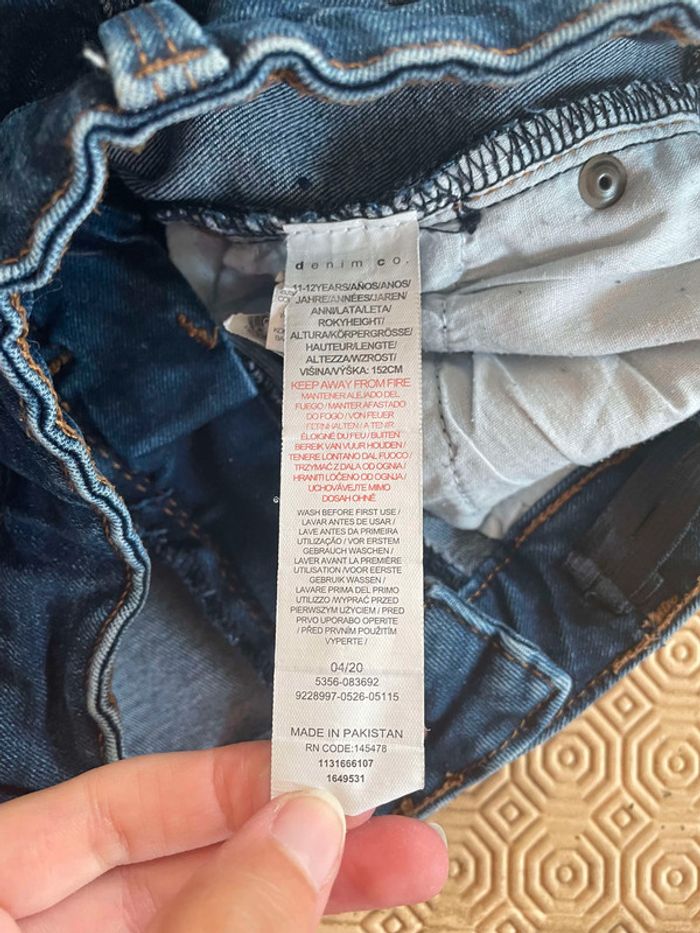 denim co.
11-12YEARS/AÑOS/ANOS/
JAHRE/ANNÉES/JAREN/
ANNI/LATA/LETA/
ROKY/HEIGHT/
ALTURA/KÖRPERGRÖSSE/
HAUTEUR/LENGTE/
ALTEZZA/WZROST/
VIŠINA/VÝŠKA: 152CM
KEEP AWAY FROM FIRE
MANTENER ALEJADO DEL
FUEGO / MANTER AFASTADO
DO FOGO / VON FEUER
FERNHALTEN / A TENIR
ÉLOIGNÉ DU FEU / BUITEN
BEREIK VAN VUUR HOUDEN /
TENERE LONTANO DAL FUOCO /
TRZYMAĆ Z DALA OD OGNIA /
HRANITI LOČENO OD OGNJA /
UCHOVÁVEJTE MIMO
DOSAH OHNĚ
WASH BEFORE FIRST USE /
LAVAR ANTES DE USAR /
LAVE ANTES DA PRIMEIRA
UTILIZAÇÃO / VOR ERSTEM
GEBRAUCH WASCHEN /
LAVER AVANT LA PREMIÈRE
UTILISATION / VOOR EERSTE
GEBRUIK WASSEN /
LAVARE PRIMA DEL PRIMO
UTILIZZO / WYPRAĆ PRZED
PIERWSZYM UŻYCIEM / PRED
PRVO UPORABO OPERITE
/ PŘED PRVNÍM POUŽITÍM
VYPERTE /
04/20
5356-083692
9228997-0526-05115
MADE IN PAKISTAN
RN CODE:145478
1131666107
1649531